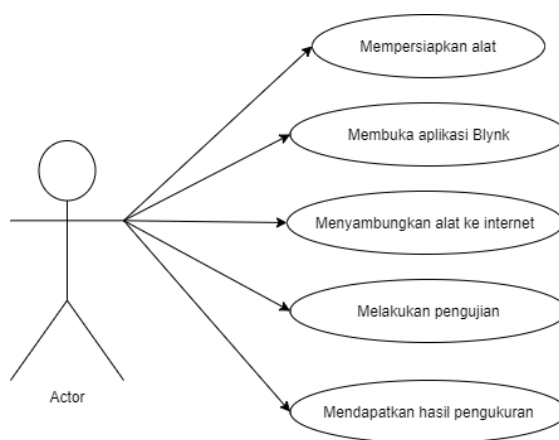 Mempersiapkan alat
Membuka aplikasi Blynk
Menyambungkan alat ke internet
Melakukan pengujian
Actor
Mendapatkan hasil pengukuran